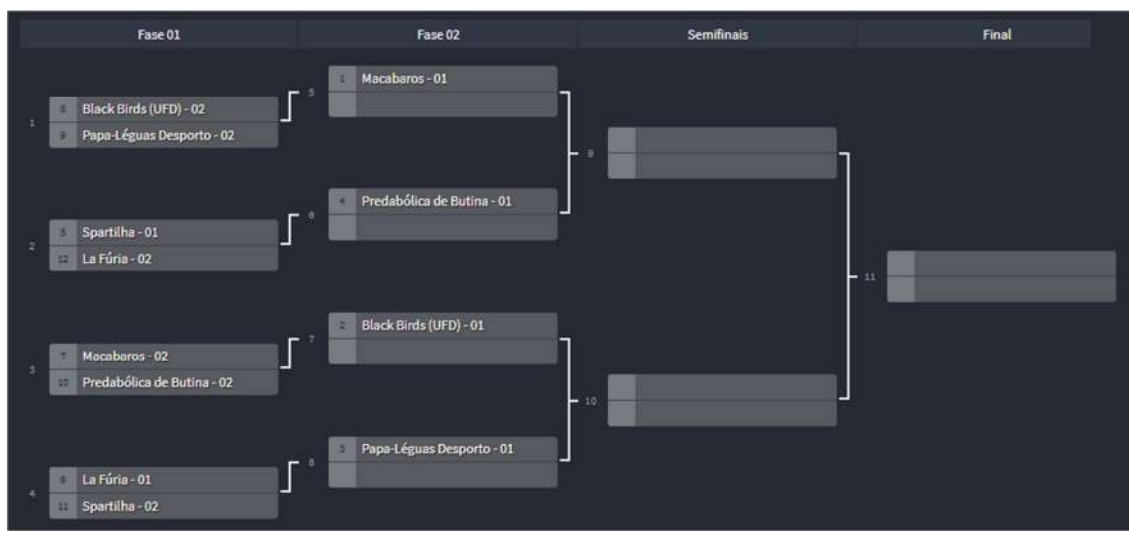 Fase 01
Fase 02
Semifinais
Final
1
8 Black Birds (UFD) - 02
9 Papa-Léguas Desporto - 02
2
5 Spartilha - 01
12 La Fúria - 02
3
7 Macabaros - 02
10 Predabólica de Butina - 02
4
6 La Fúria - 01
11 Spartilha - 02
5
1 Macabaros - 01
6
4 Predabólica de Butina - 01
7
2 Black Birds (UFD) - 01
8
3 Papa-Léguas Desporto - 01
9
10
11